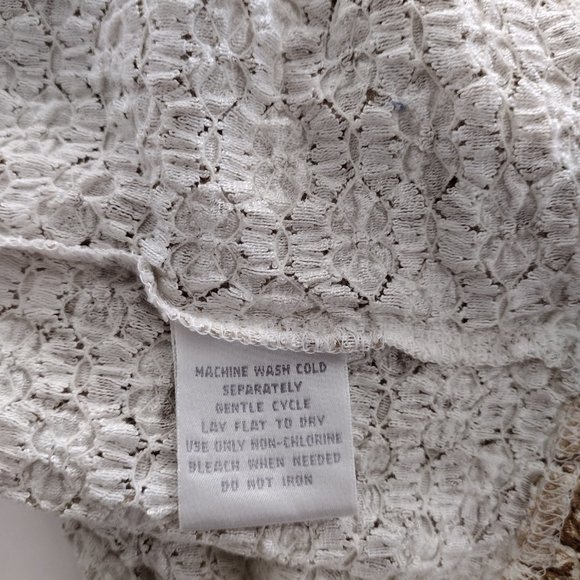 MACHINE WASH COLD
SEPARATELY
GENTLE CYCLE
LAY FLAT TO DRY
USE ONLY NON-CHLORINE
BLEACH WHEN NEEDED
DO NOT IRON